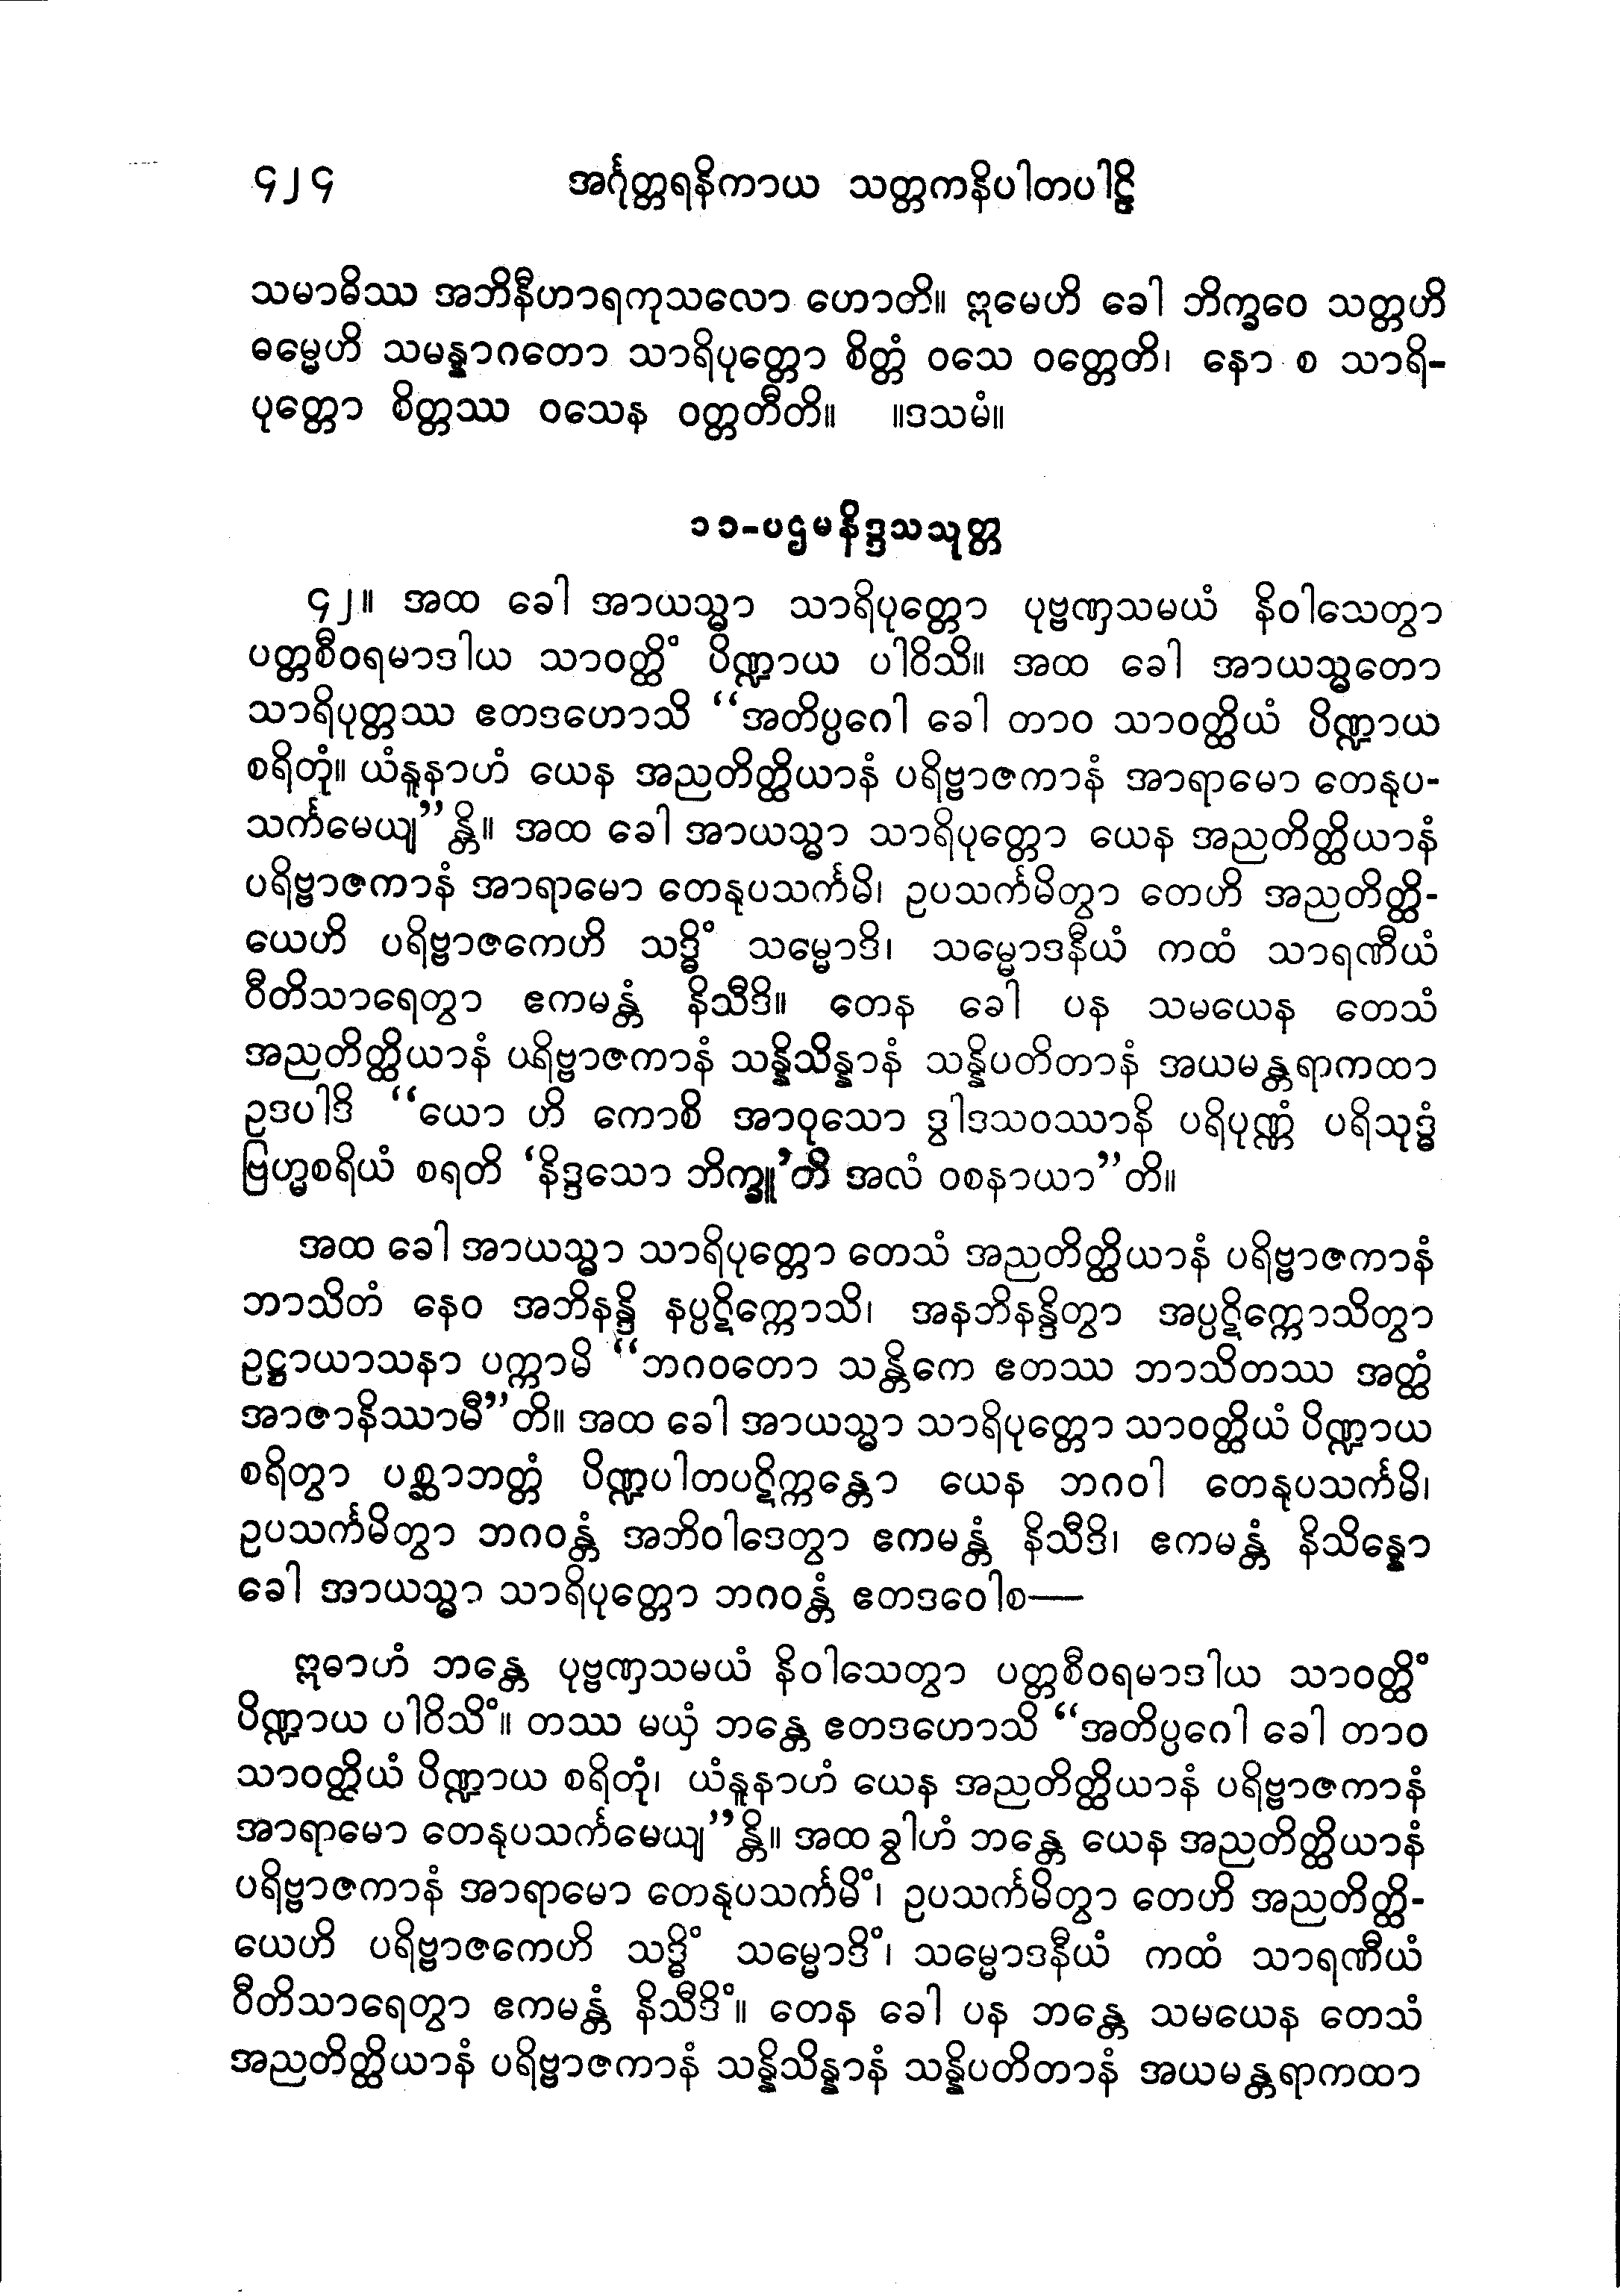 ၄၂၄ အင်္ဂုတ္တရနိကာယ သတ္တကနိပါတပါဠိ
သမာဓိဿ အဘိနီဟာရကုသလော ဟောတိ။ ဣမေဟိ ခေါ ဘိက္ခဝေ သတ္တဟိ
ဓမ္မေဟိ သမန္နာဂတော သာရိပုတ္တော စိတ္တံ ဝသေ ဝတ္တေတိ၊ နော စ သာရိ-
ပုတ္တော စိတ္တဿ ဝသေန ဝတ္တတီတိ။ ။ဒသမံ။
၁၁-ပဌမနိဒ္ဒသသုတ္တ
၄၂။ အထ ခေါ အာယသ္မာ သာရိပုတ္တော ပုဗ္ဗဏှသမယံ နိဝါသေတွာ
ပတ္တစီဝရမာဒါယ သာဝတ္ထိံ ပိဏ္ဍာယ ပါဝိသိ။ အထ ခေါ အာယသ္မတော
သာရိပုတ္တဿ ဧတဒဟောသိ “အတိပ္ပဂေါ ခေါ တာဝ သာဝတ္ထိယံ ပိဏ္ဍာယ
စရိတုံ။ ယံနူနာဟံ ယေန အညတိတ္ထိယာနံ ပရိဗ္ဗာဇကာနံ အာရာမော တေနုပ-
သင်္ကမေယျ”န္တိ။ အထ ခေါ အာယသ္မာ သာရိပုတ္တော ယေန အညတိတ္ထိယာနံ
ပရိဗ္ဗာဇကာနံ အာရာမော တေနုပသင်္ကမိ၊ ဥပသင်္ကမိတွာ တေဟိ အညတိတ္ထိ-
ယေဟိ ပရိဗ္ဗာဇကေဟိ သဒ္ဓိံ သမ္မောဒိ၊ သမ္မောဒနီယံ ကထံ သာရဏီယံ
ဝီတိသာရေတွာ ဧကမန္တံ နိသီဒိ။ တေန ခေါ ပန သမယေန တေသံ
အညတိတ္ထိယာနံ ပရိဗ္ဗာဇကာနံ သန္နိသိန္နာနံ သန္နိပတိတာနံ အယမန္တရာကထာ
ဥဒပါဒိ “ယော ဟိ ကောစိ အာဝုသော ဒွါဒသဝဿာနိ ပရိပုဏ္ဏံ ပရိသုဒ္ဓံ
ဗြဟ္မစရိယံ စရတိ ‘နိဒ္ဒသော ဘိက္ခူ’တိ အလံ ဝစနာယာ”တိ။
အထ ခေါ အာယသ္မာ သာရိပုတ္တော တေသံ အညတိတ္ထိယာနံ ပရိဗ္ဗာဇကာနံ
ဘာသိတံ နေဝ အဘိနန္ဒိ နပ္ပဋိက္ကောသိ၊ အနဘိနန္ဒိတွာ အပ္ပဋိက္ကောသိတွာ
ဥဋ္ဌာယာသနာ ပက္ကာမိ “ဘဂဝတော သန္တိကေ ဧတဿ ဘာသိတဿ အတ္ထံ
အာဇာနိဿာမီ”တိ။ အထ ခေါ အာယသ္မာ သာရိပုတ္တော သာဝတ္ထိယံ ပိဏ္ဍာယ
စရိတွာ ပစ္ဆာဘတ္တံ ပိဏ္ဍပါတပဋိက္ကန္တော ယေန ဘဂဝါ တေနုပသင်္ကမိ၊
ဥပသင်္ကမိတွာ ဘဂဝန္တံ အဘိဝါဒေတွာ ဧကမန္တံ နိသီဒိ၊ ဧကမန္တံ နိသိန္နော
ခေါ အာယသ္မာ သာရိပုတ္တော ဘဂဝန္တံ ဧတဒဝေါစ—
ဣဓာဟံ ဘန္တေ ပုဗ္ဗဏှသမယံ နိဝါသေတွာ ပတ္တစီဝရမာဒါယ သာဝတ္ထိံ
ပိဏ္ဍာယ ပါဝိသိံ။ တဿ မယှံ ဘန္တေ ဧတဒဟောသိ “အတိပ္ပဂေါ ခေါ တာဝ
သာဝတ္ထိယံ ပိဏ္ဍာယ စရိတုံ၊ ယံနူနာဟံ ယေန အညတိတ္ထိယာနံ ပရိဗ္ဗာဇကာနံ
အာရာမော တေနုပသင်္ကမေယျ”န္တိ။ အထ ခွါဟံ ဘန္တေ ယေန အညတိတ္ထိယာနံ
ပရိဗ္ဗာဇကာနံ အာရာမော တေနုပသင်္ကမိံ၊ ဥပသင်္ကမိတွာ တေဟိ အညတိတ္ထိ-
ယေဟိ ပရိဗ္ဗာဇကေဟိ သဒ္ဓိံ သမ္မောဒိံ၊ သမ္မောဒနီယံ ကထံ သာရဏီယံ
ဝီတိသာရေတွာ ဧကမန္တံ နိသီဒိံ။ တေန ခေါ ပန ဘန္တေ သမယေန တေသံ
အညတိတ္ထိယာနံ ပရိဗ္ဗာဇကာနံ သန္နိသိန္နာနံ သန္နိပတိတာနံ အယမန္တရာကထာ